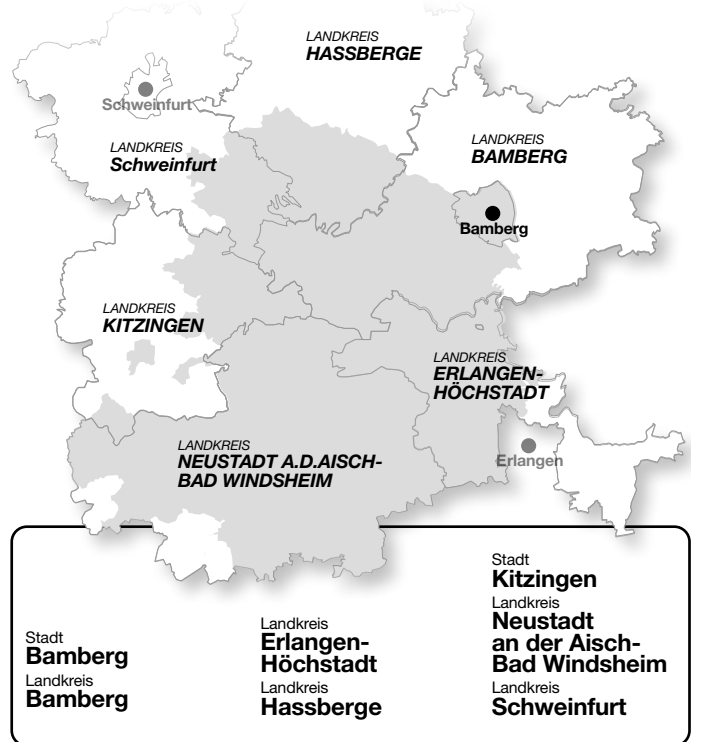 LANDKREIS
HASSBERGE
Schweinfurt
LANDKREIS
Schweinfurt
LANDKREIS
BAMBERG
Bamberg
LANDKREIS
KITZINGEN
LANDKREIS
ERLANGEN-
HÖCHSTADT
LANDKREIS
NEUSTADT A.D.AISCH-
BAD WINDSHEIM
Erlangen
Stadt
Bamberg
Landkreis
Bamberg
Landkreis
Erlangen-
Höchstadt
Landkreis
Hassberge
Stadt
Kitzingen
Landkreis
Neustadt
an der Aisch-
Bad Windsheim
Landkreis
Schweinfurt